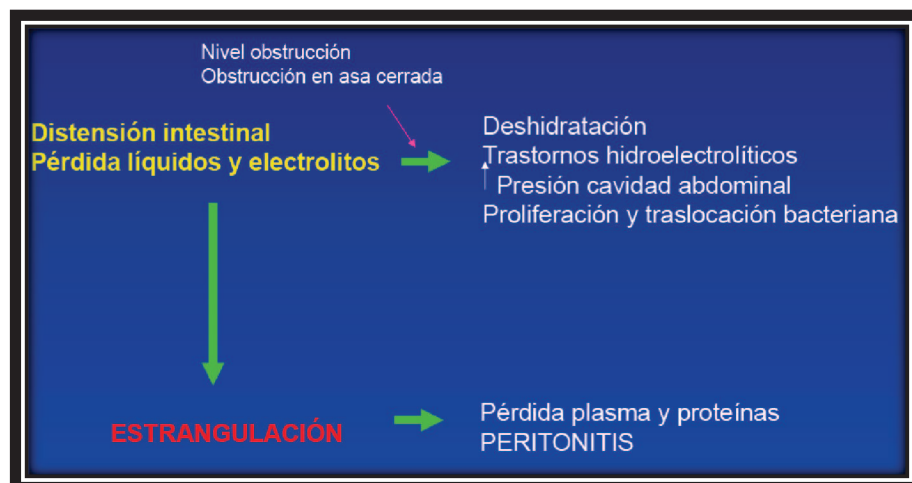 Nivel obstrucción
Obstrucción en asa cerrada
Distensión intestinal
Pérdida líquidos y electrolitos
Deshidratación
Trastornos hidroelectrolíticos
Presión cavidad abdominal
Proliferación y traslocación bacteriana
ESTRANGULACIÓN
Pérdida plasma y proteínas
PERITONITIS